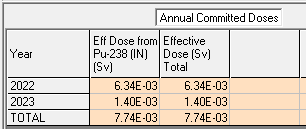 Annual Committed Doses
Year Eff Dose from Effective
Pu-238 (IN) Dose (Sv)
(Sv) Total
2022 6.34E-03 6.34E-03
2023 1.40E-03 1.40E-03
TOTAL 7.74E-03 7.74E-03